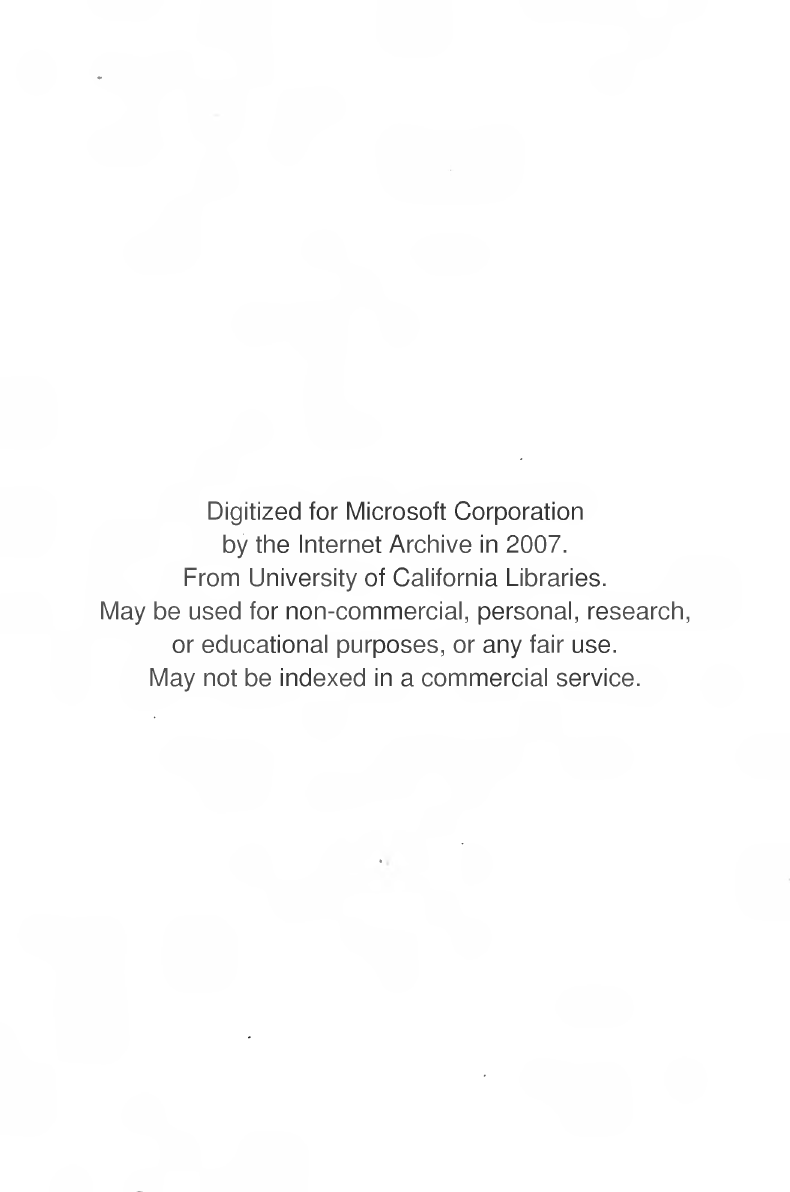 Digitized for Microsoft Corporation
by the Internet Archive in 2007.
From University of California Libraries.
May be used for non-commercial, personal, research,
or educational purposes, or any fair use.
May not be indexed in a commercial service.